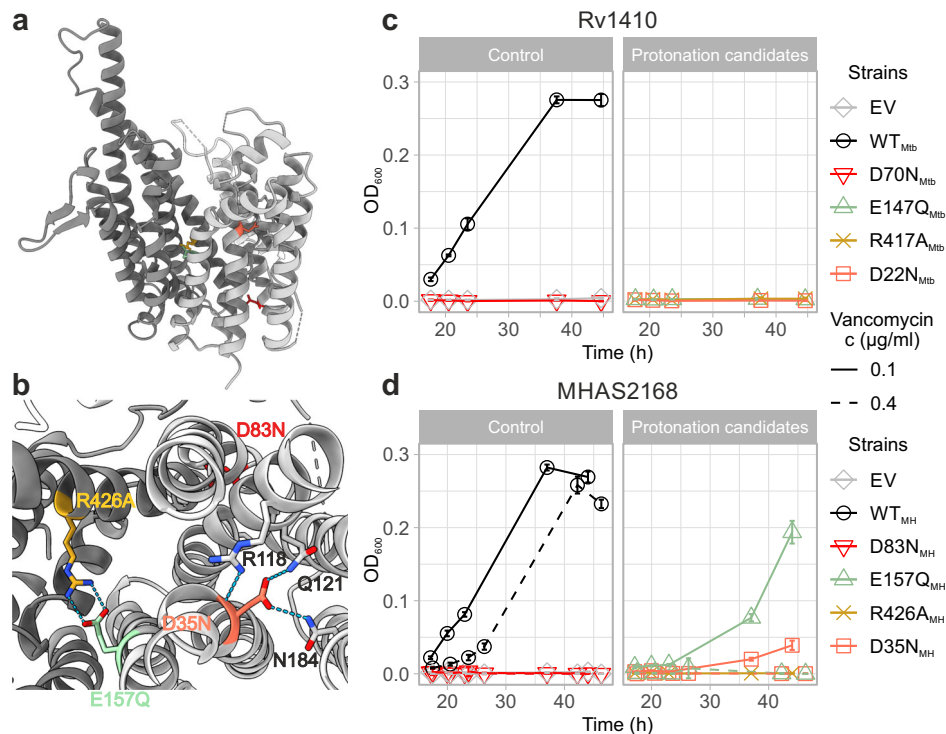 a
b
D83N
R426A
R118
Q121
D35N
N184
E157Q
c
Rv1410
Control
Protonation candidates
OD600
0.3
0.2
0.1
0.0
20 30 40
20 30 40
Time (h)
Time (h)
Strains
EV
WTMtb
D70NMtb
E147QMtb
R417AMtb
D22NMtb
Vancomycin
c (µg/ml)
0.1
0.4
d
MHAS2168
Control
Protonation candidates
OD600
0.3
0.2
0.1
0.0
20 30 40
20 30 40
Time (h)
Time (h)
Strains
EV
WTMH
D83NMH
E157QMH
R426AMH
D35NMH